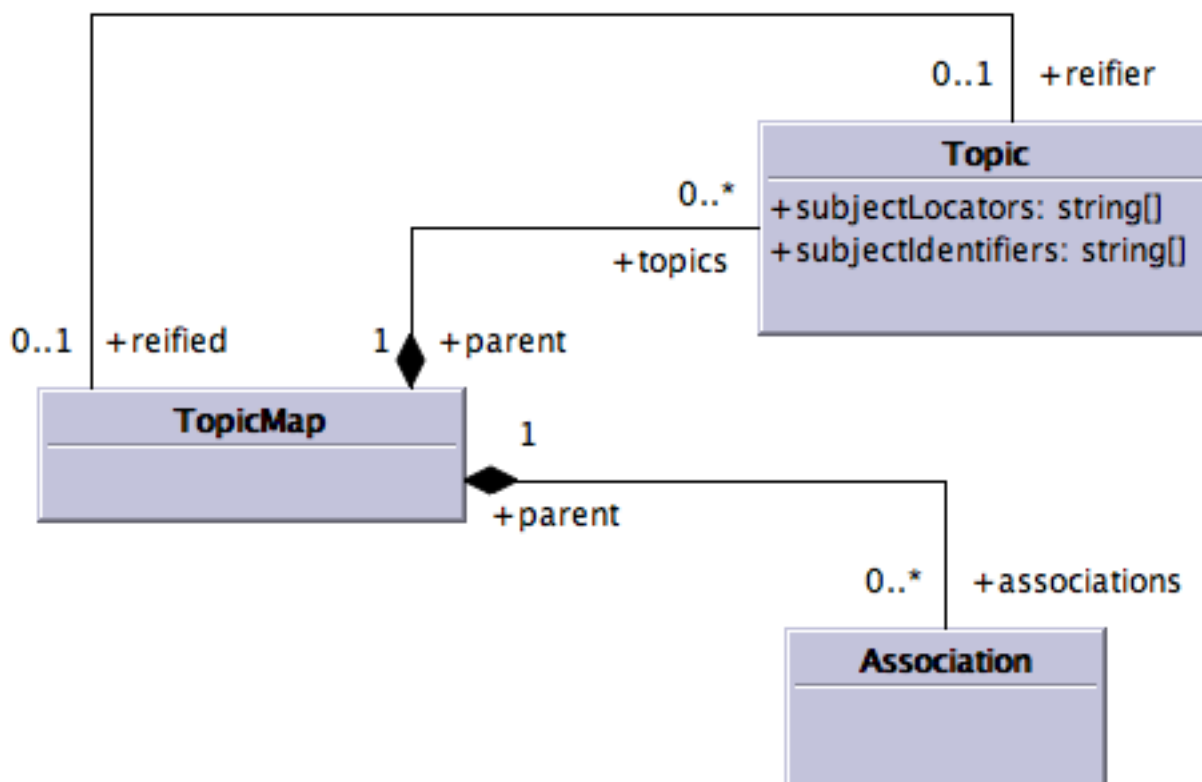 0..1 +reifier
Topic
+subjectLocators: string[]
+subjectIdentifiers: string[]
0..*
+topics
0..1 +reified
1 +parent
TopicMap
1
+parent
0..* +associations
Association